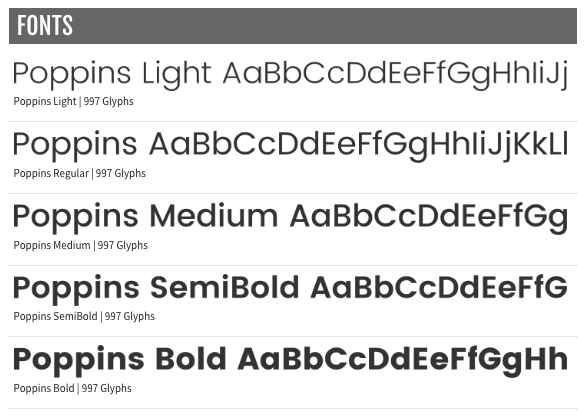 FONTS
Poppins Light AaBbCcDdEeFfGgHhIiJj
Poppins Light | 997 Glyphs
Poppins AaBbCcDdEeFfGgHhIiJjKkLl
Poppins Regular | 997 Glyphs
Poppins Medium AaBbCcDdEeFfGg
Poppins Medium | 997 Glyphs
Poppins SemiBold AaBbCcDdEeFfG
Poppins SemiBold | 997 Glyphs
Poppins Bold AaBbCcDdEeFfGgHh
Poppins Bold | 997 Glyphs